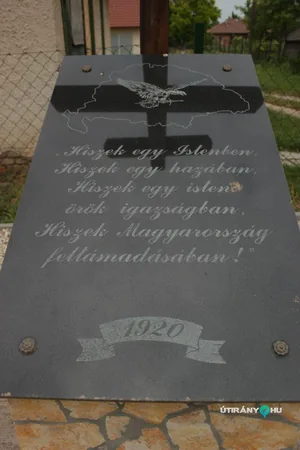 „Hiszek egy Istenben,
Hiszek egy hazában,
Hiszek egy isteni
örök igazságban,
Hiszek Magyarország
feltámadásában!"
1920
ÚTIRÁNY.HU